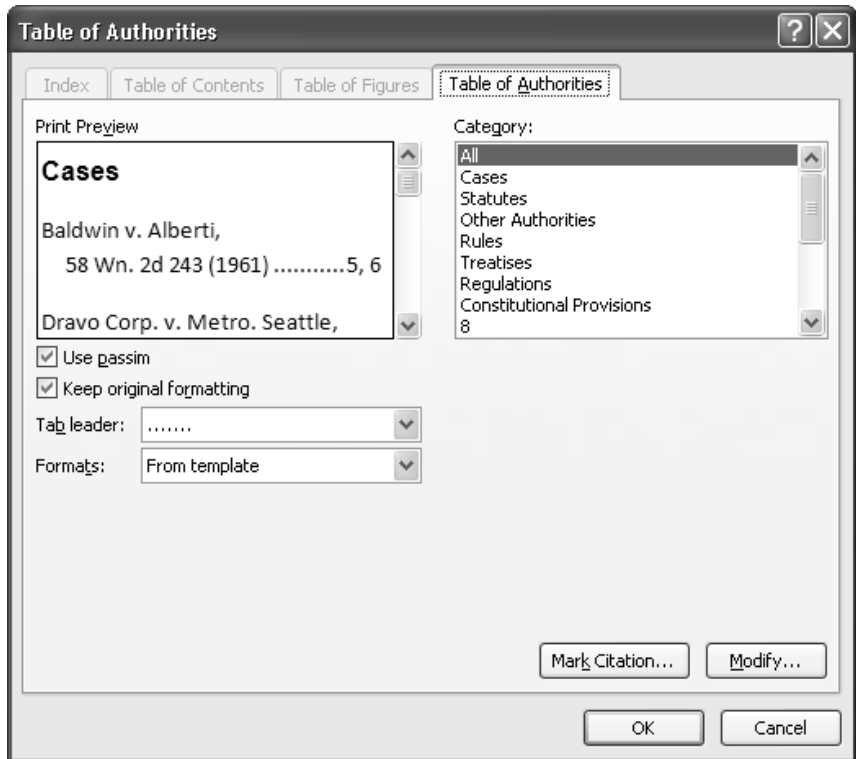 Table of Authorities
Index Table of Contents Table of Figures Table of Authorities
Print Preview
Cases
Baldwin v. Alberti,
58 Wn. 2d 243 (1961) ...........5, 6
Dravo Corp. v. Metro. Seattle,
Use passim
Keep original formatting
Tab leader: .......
Formats: From template
Category:
All
Cases
Statutes
Other Authorities
Rules
Treatises
Regulations
Constitutional Provisions
8
Mark Citation... Modify...
OK Cancel